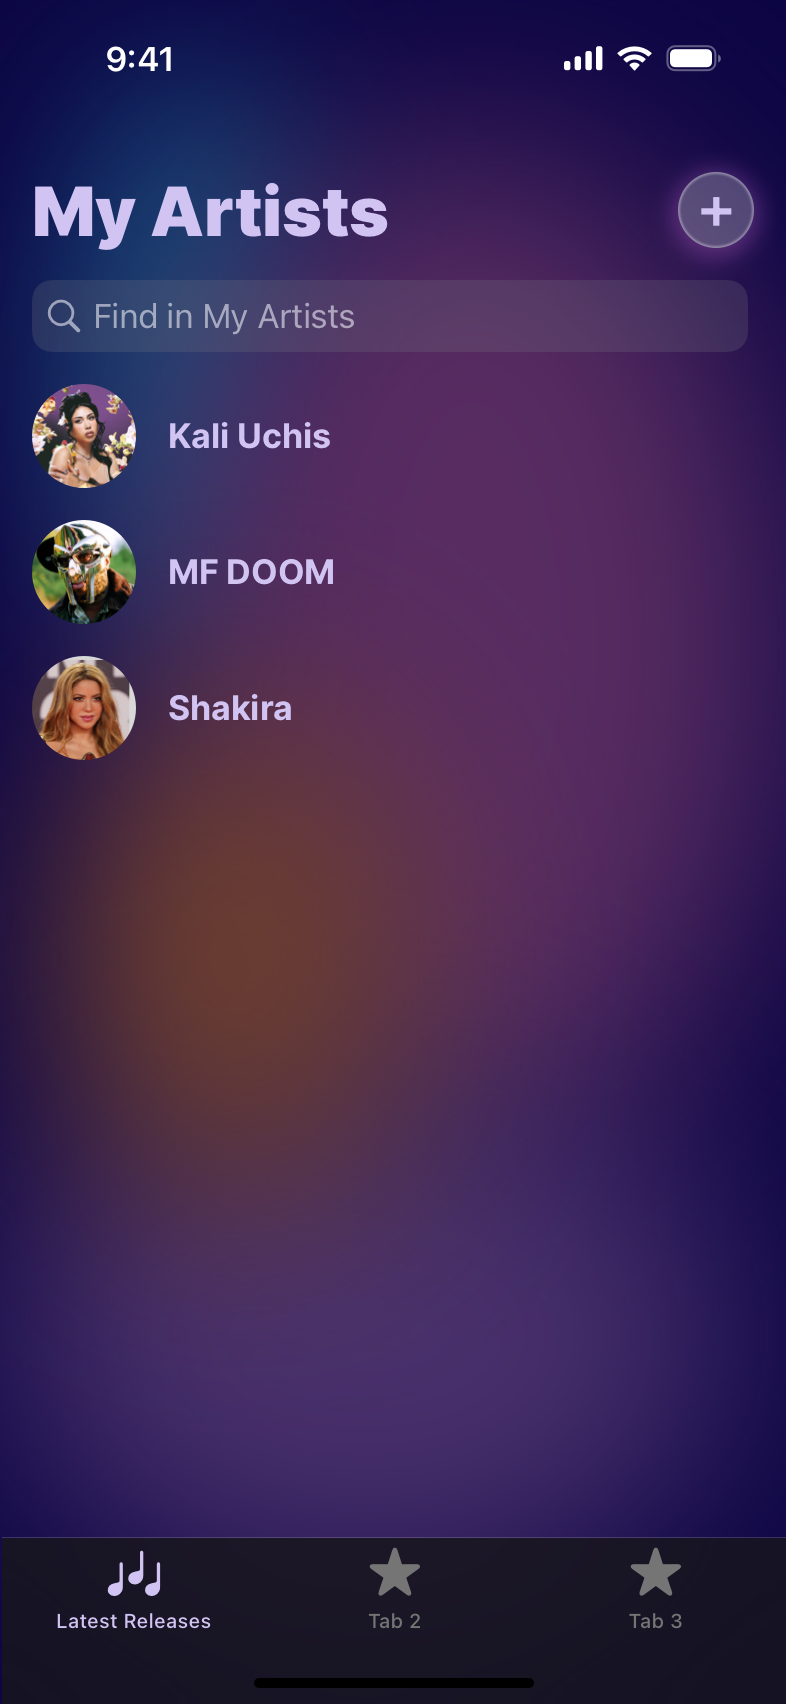 9:41
My Artists
Find in My Artists
Kali Uchis
MF DOOM
Shakira
Latest Releases
Tab 2
Tab 3